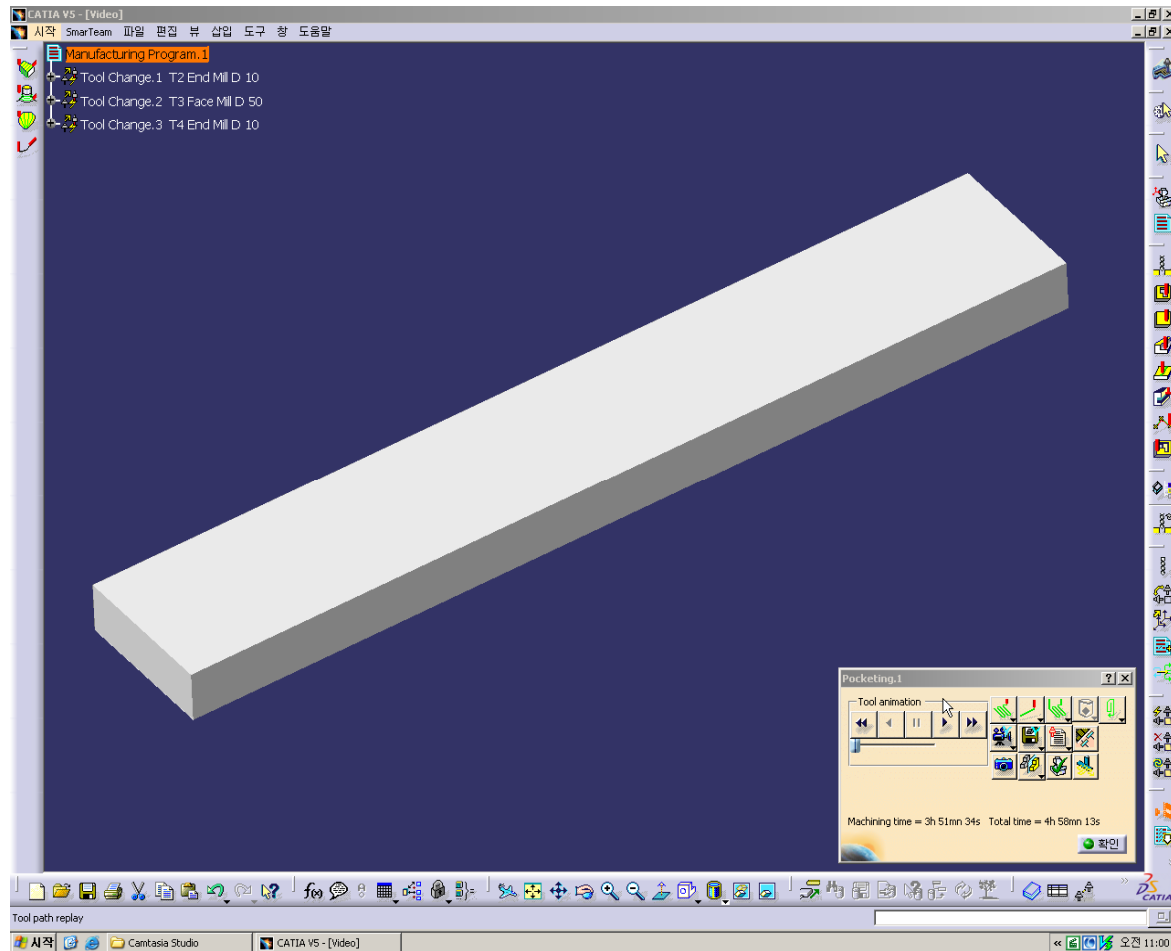 CATIA V5 - [Video]
시작 SmarTeam 파일 편집 뷰 삽입 도구 창 도움말
Manufacturing Program.1
Tool Change.1 T2 End Mill D 10
Tool Change.2 T3 Face Mill D 50
Tool Change.3 T4 End Mill D 10
Pocketing.1
Tool animation
Machining time = 3h 51mn 34s Total time = 4h 58mn 13s
확인
f(x)
CATIA
Tool path replay
시작 Camtasia Studio CATIA V5 - [Video] 오전 11:00